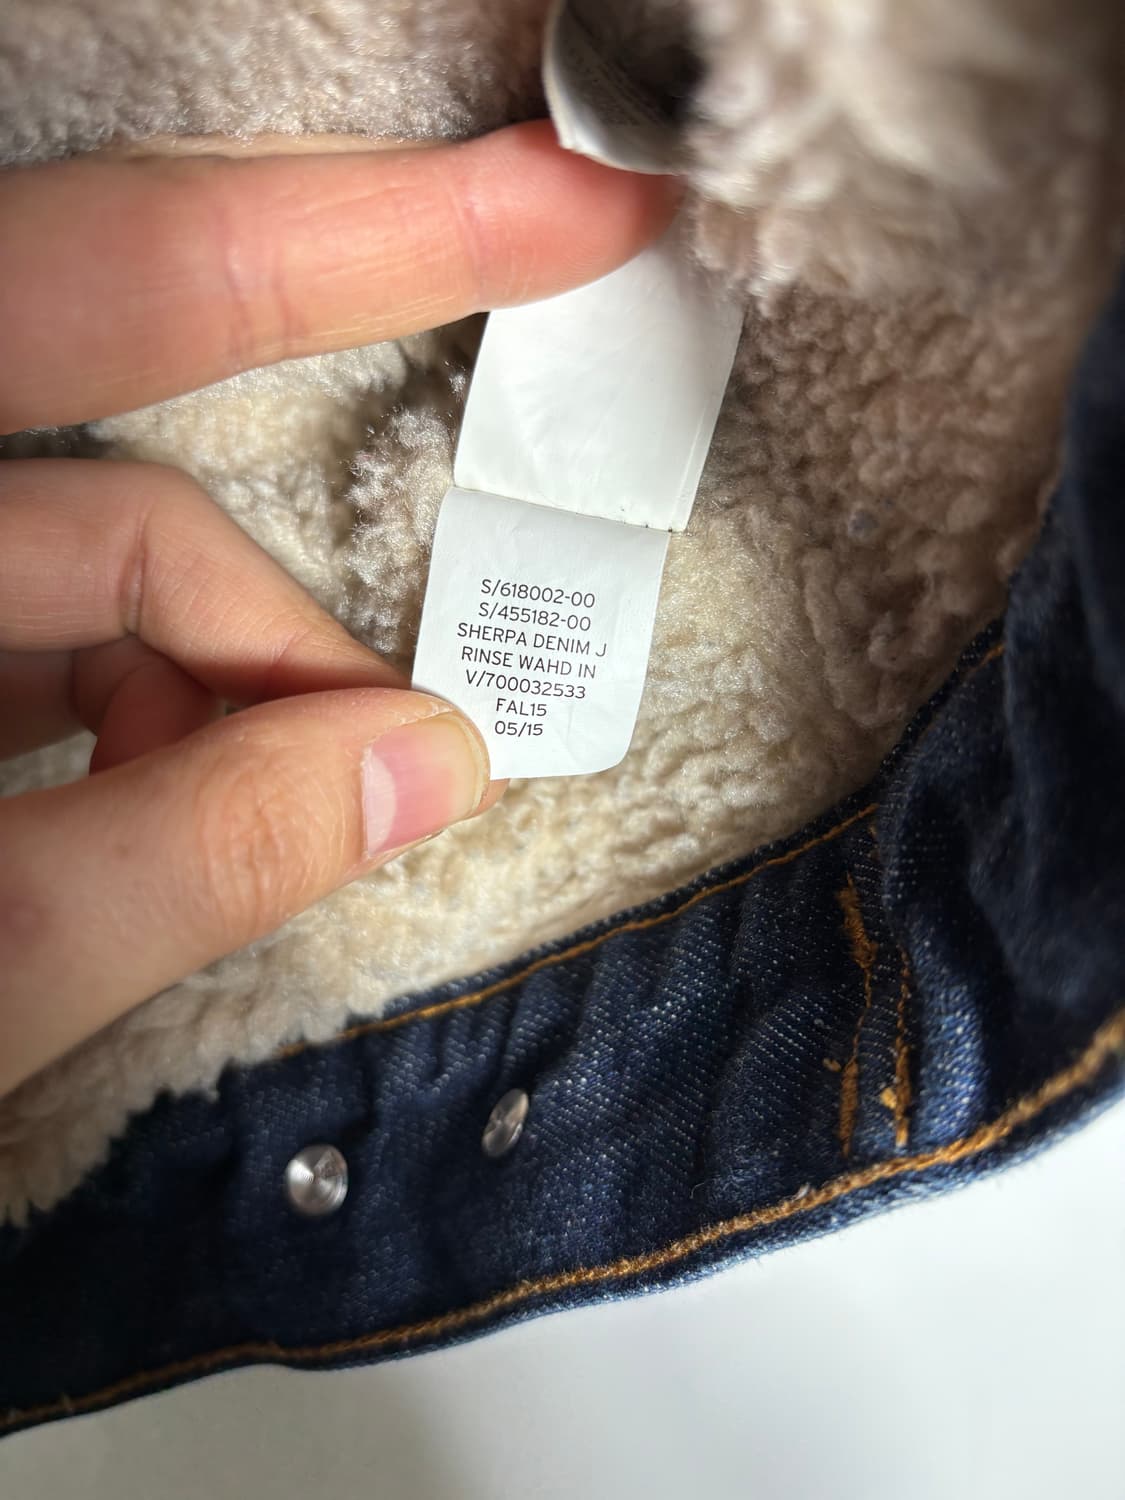 S/618002-00
S/455182-00
SHERPA DENIM J
RINSE WAHD IN
V/700032533
FAL15
05/15